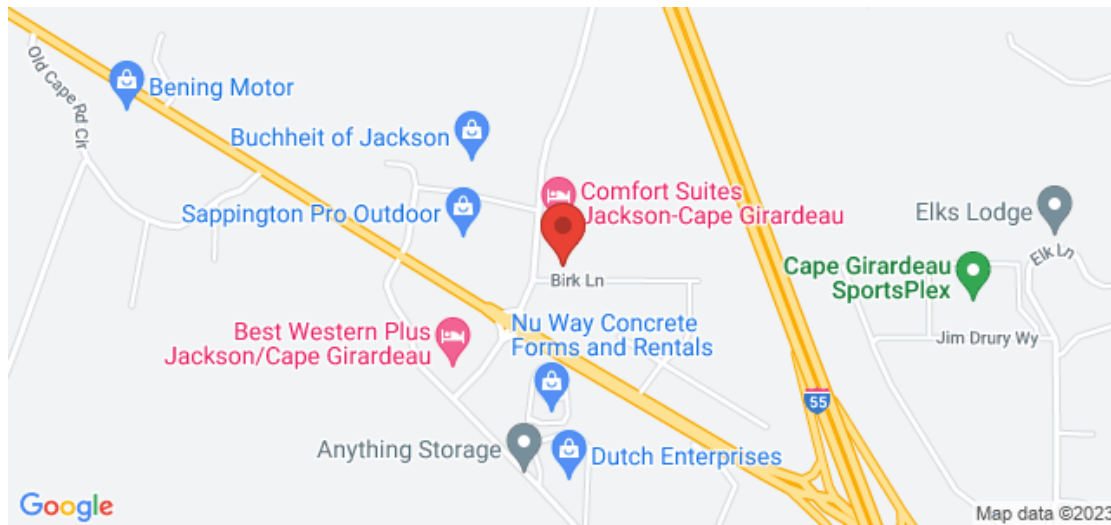 Old Cape Rd Cir
Bening Motor
Buchheit of Jackson
Comfort Suites
Jackson-Cape Girardeau
Sappington Pro Outdoor
Elks Lodge
Elk Ln
Cape Girardeau
SportsPlex
Birk Ln
Nu Way Concrete
Forms and Rentals
Best Western Plus
Jackson/Cape Girardeau
Jim Drury Wy
55
Anything Storage
Dutch Enterprises
Google
Map data ©2023